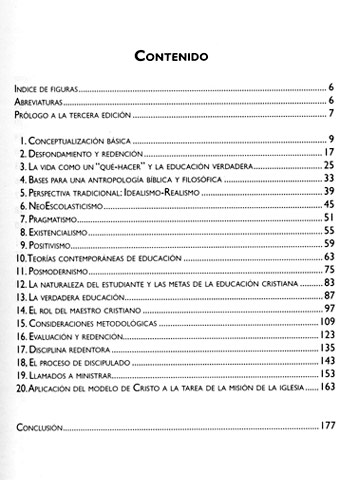 CONTENIDO
ÍNDICE DE FIGURAS 6
ABREVIATURAS 6
PRÓLOGO A LA TERCERA EDICIÓN 7
1. CONCEPTUALIZACIÓN BÁSICA 9
2. DESFONDAMIENTO Y REDENCIÓN 17
3. LA VIDA COMO UN "QUE-HACER" Y LA EDUCACIÓN VERDADERA 25
4. BASES PARA UNA ANTROPOLOGÍA BÍBLICA Y FILOSÓFICA 33
5. PERSPECTIVA TRADICIONAL: IDEALISMO-REALISMO 39
6. NEOESCOLASTICISMO 45
7. PRAGMATISMO 51
8. EXISTENCIALISMO 55
9. POSITIVISMO 59
10. TEORÍAS CONTEMPORÁNEAS DE EDUCACIÓN 63
11. POSMODERNISMO 75
12. LA NATURALEZA DEL ESTUDIANTE Y LAS METAS DE LA EDUCACIÓN CRISTIANA 83
13. LA VERDADERA EDUCACIÓN 87
14. EL ROL DEL MAESTRO CRISTIANO 97
15. CONSIDERACIONES METODOLÓGICAS 109
16. EVALUACIÓN Y REDENCIÓN 123
17. DISCIPLINA REDENTORA 135
18. EL PROCESO DE DISCIPULADO 143
19. LLAMADOS A MINISTRAR 153
20. APLICACIÓN DEL MODELO DE CRISTO A LA TAREA DE LA MISIÓN DE LA IGLESIA 163
CONCLUSIÓN 177